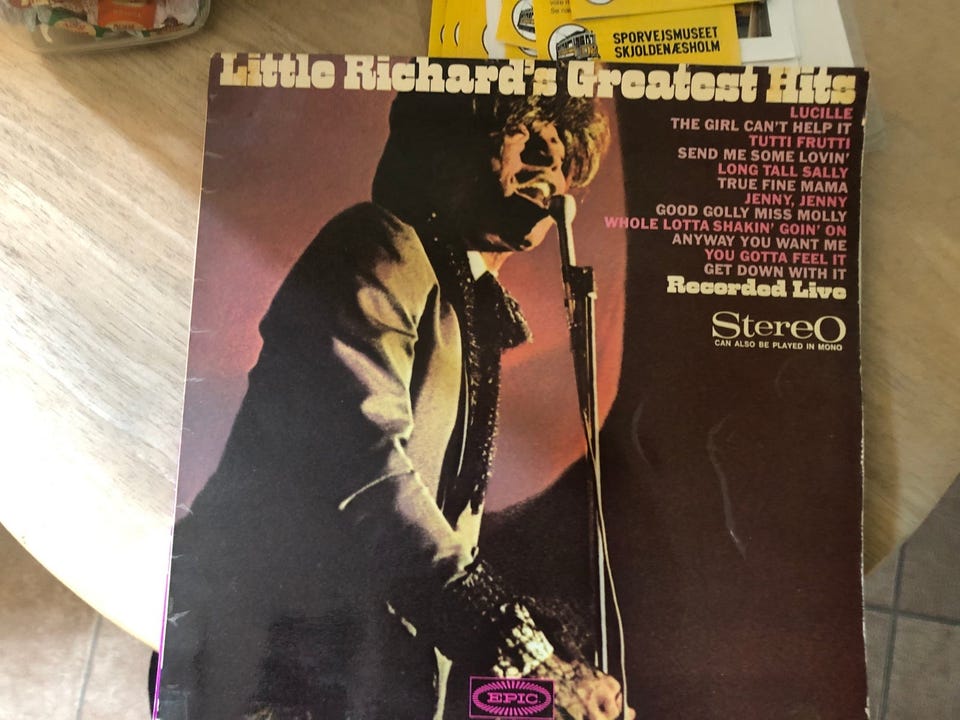 SPORVEJSMUSEET
SKJOLDENÆSHOLM
Little Richard's Greatest Hits
LUCILLE
THE GIRL CAN'T HELP IT
TUTTI FRUTTI
SEND ME SOME LOVIN'
LONG TALL SALLY
TRUE FINE MAMA
JENNY, JENNY
GOOD GOLLY MISS MOLLY
WHOLE LOTTA SHAKIN' GOIN' ON
ANYWAY YOU WANT ME
YOU GOTTA FEEL IT
GET DOWN WITH IT
Recorded Live
Stereo
CAN ALSO BE PLAYED IN MONO
EPIC